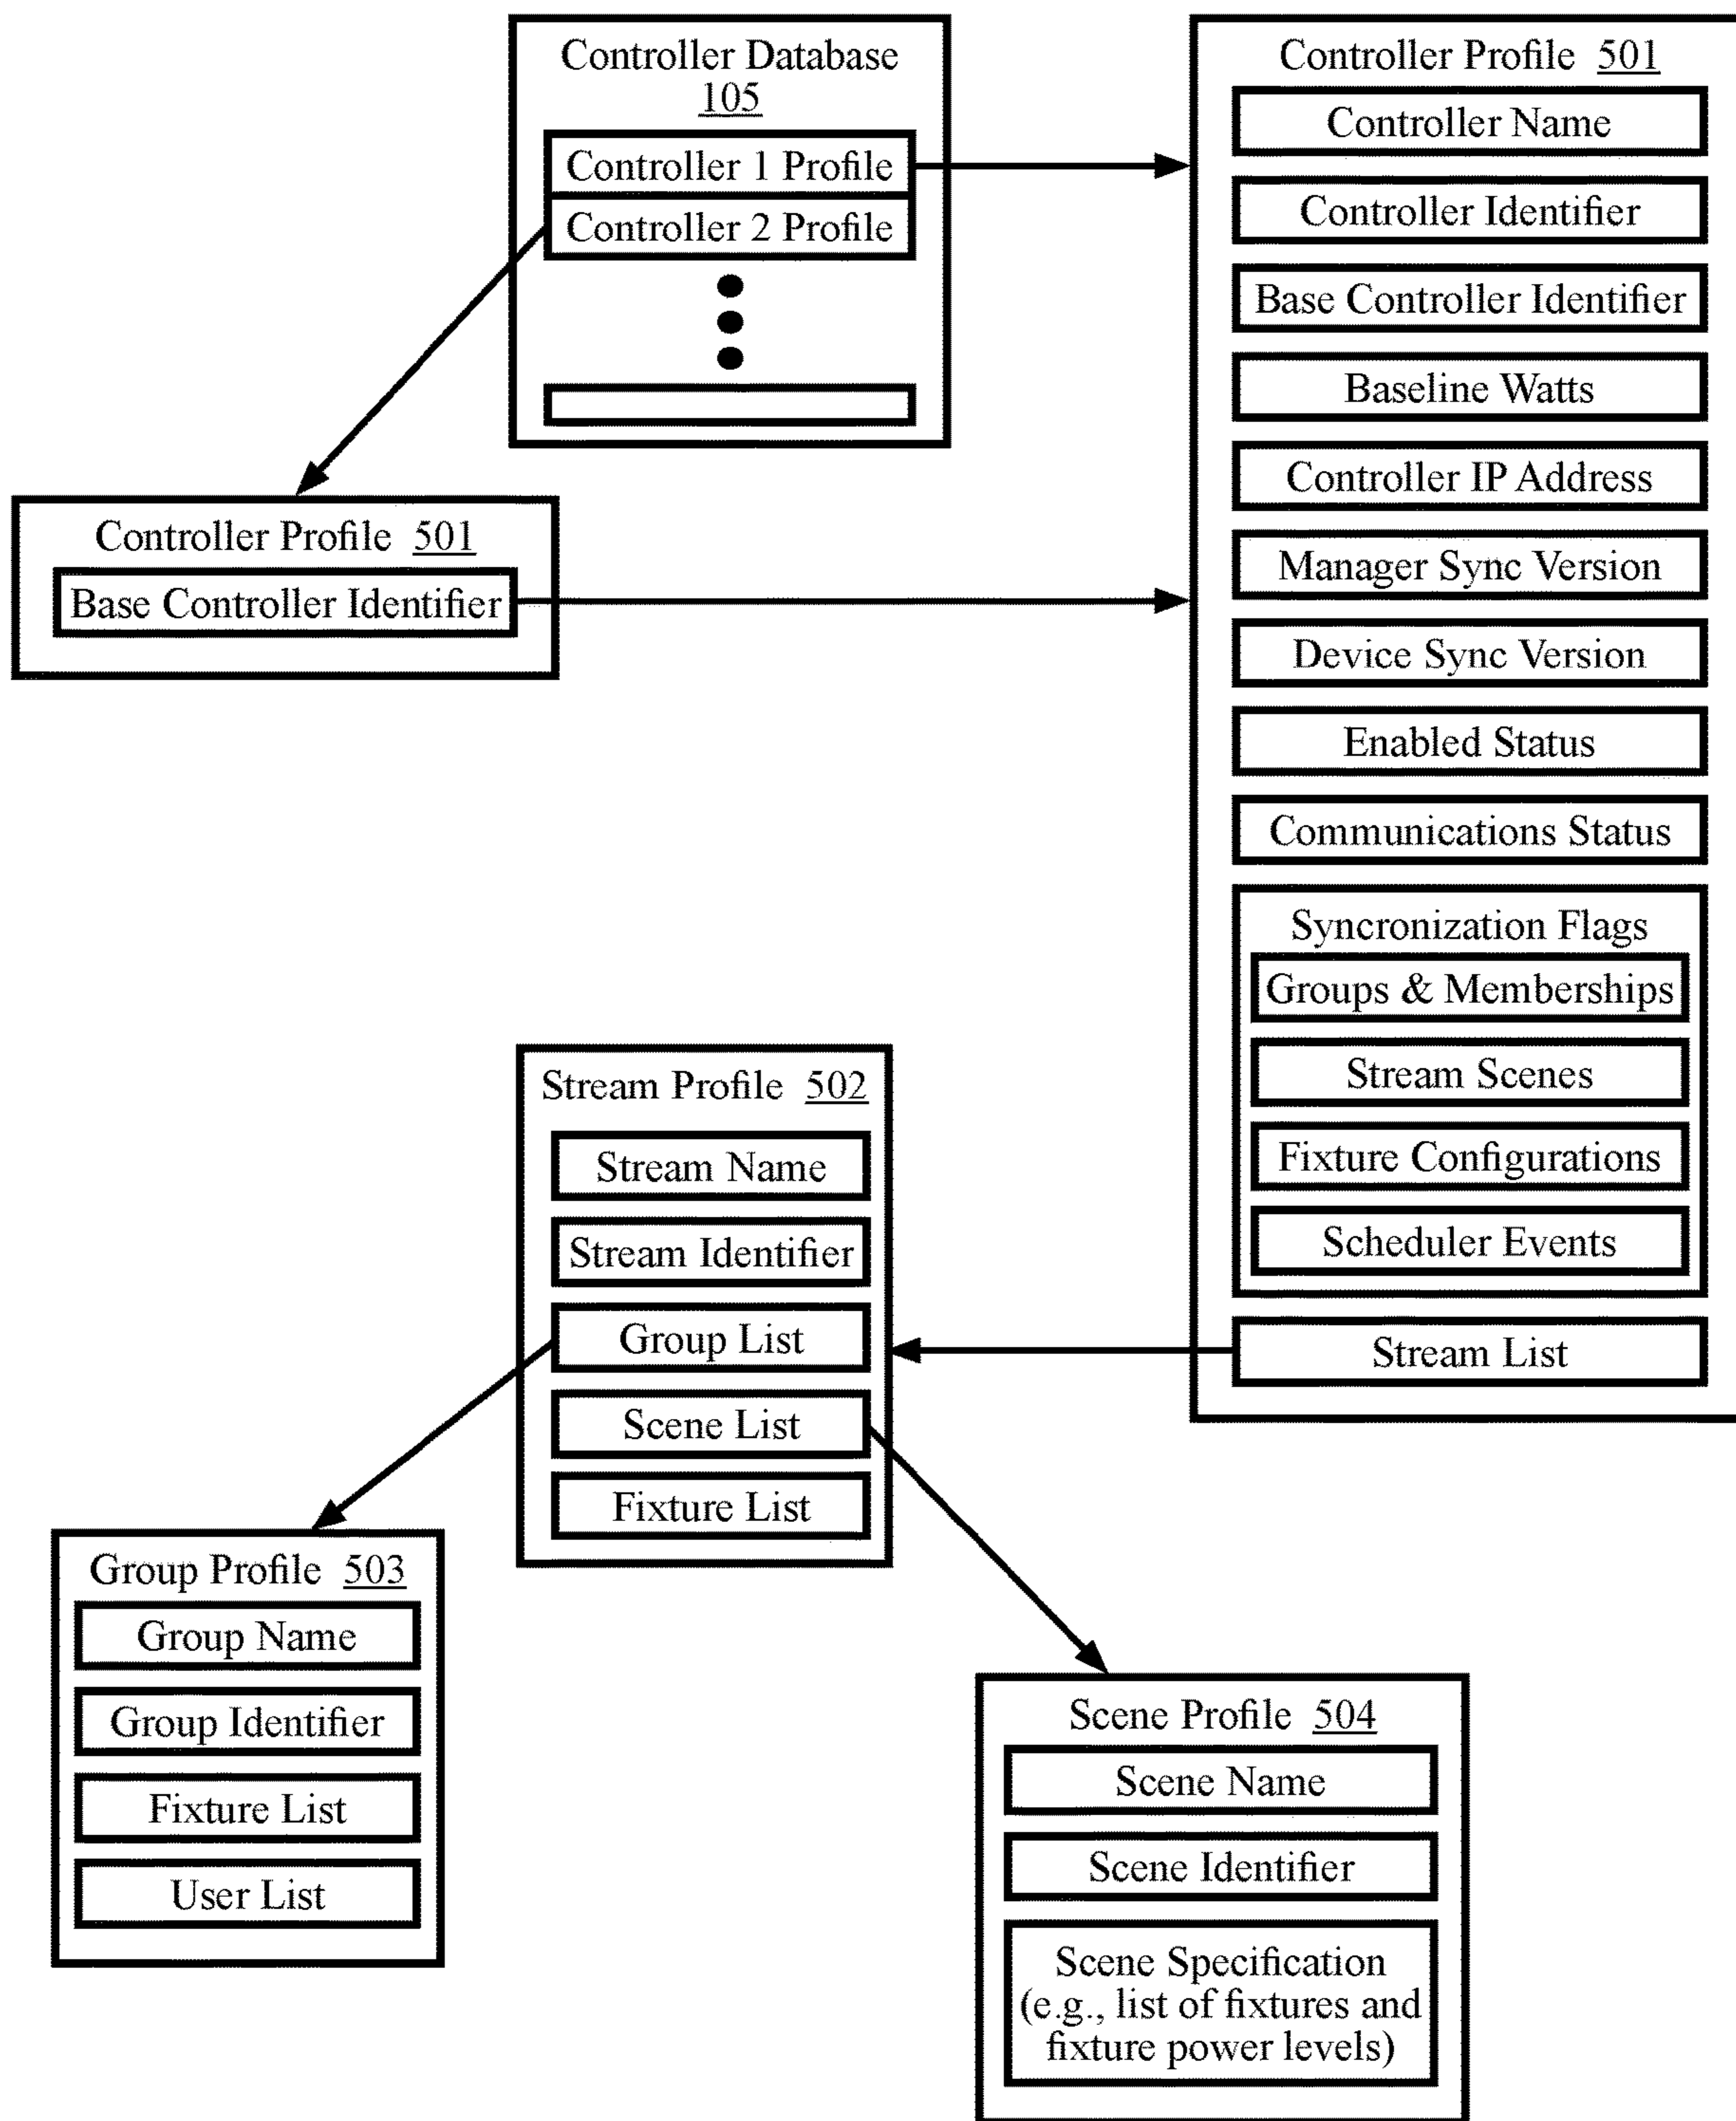 Controller Database
105
Controller 1 Profile
Controller 2 Profile
Controller Profile 501
Base Controller Identifier
Controller Profile 501
Controller Name
Controller Identifier
Base Controller Identifier
Baseline Watts
Controller IP Address
Manager Sync Version
Device Sync Version
Enabled Status
Communications Status
Syncronization Flags
Groups & Memberships
Stream Scenes
Fixture Configurations
Scheduler Events
Stream List
Stream Profile 502
Stream Name
Stream Identifier
Group List
Scene List
Fixture List
Group Profile 503
Group Name
Group Identifier
Fixture List
User List
Scene Profile 504
Scene Name
Scene Identifier
Scene Specification
(e.g., list of fixtures and
fixture power levels)